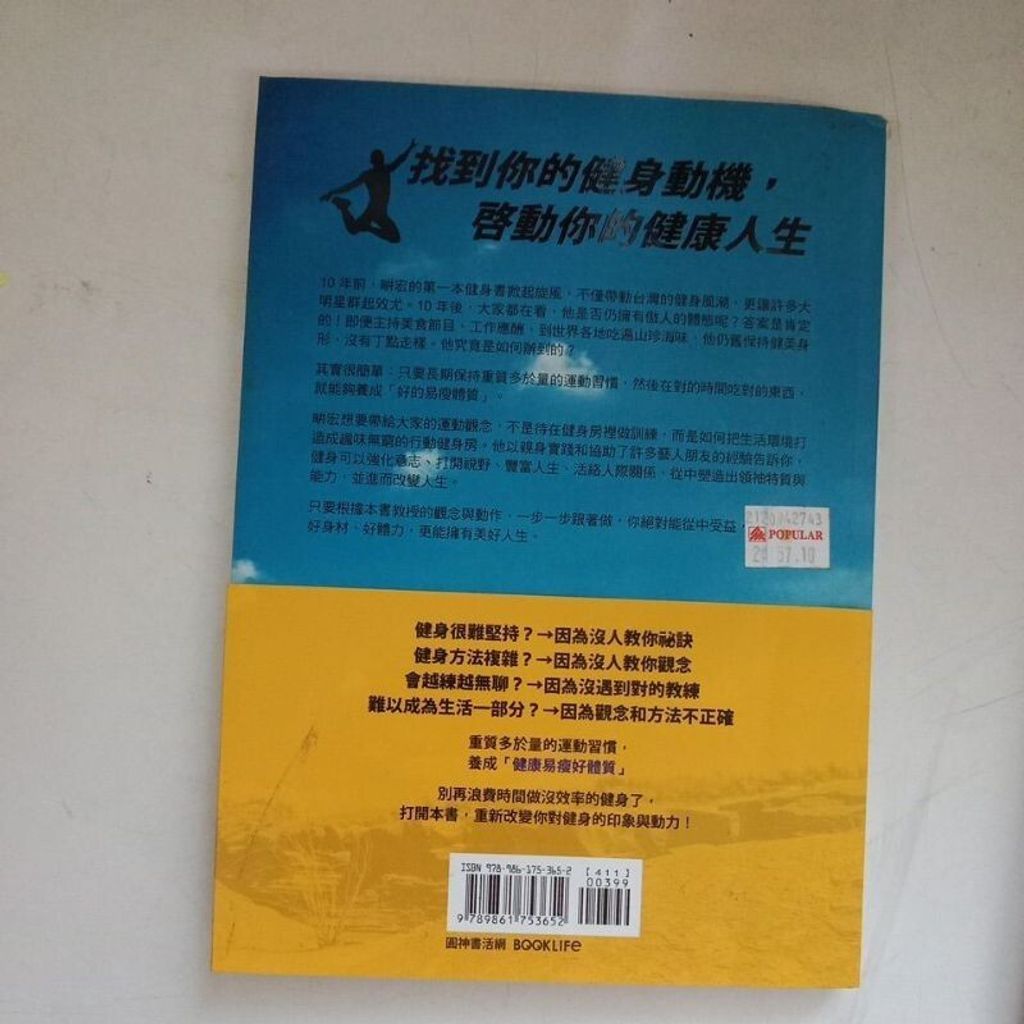 找到你的健身動機，
啓動你的健康人生
10 年前，畊宏的第一本健身書掀起旋風，不僅帶動台灣的健身風潮，更讓許多大
明星群起效尤。10 年後，大家都在看，他是否仍擁有傲人的體態呢？答案是肯定
的！即便主持美食節目、工作應酬，到世界各地吃遍山珍海味，他仍舊保持健美身
形，沒有丁點走樣。他究竟是如何辦到的？
其實很簡單：只要長期保持重質多於量的運動習慣，然後在對的時間吃對的東西，
就能夠養成「好的易瘦體質」。
畊宏想要帶給大家的運動觀念，不是待在健身房裡做訓練，而是如何把生活環境打
造成趣味無窮的行動健身房。他以親身實踐和協助了許多藝人朋友的經驗告訴你，
健身可以強化意志、打開視野、豐富人生、活絡人際關係，從中塑造出領袖特質與
能力，並進而改變人生。
只要根據本書教授的觀念與動作，一步一步跟著做，你絕對能從中受益，
好身材、好體力，更能擁有美好人生。
POPULAR
健身很難堅持？→因為沒人教你祕訣
健身方法複雜？→因為沒人教你觀念
會越練越無聊？→因為沒遇到對的教練
難以成為生活一部分？→因為觀念和方法不正確
重質多於量的運動習慣，
養成「健康易瘦好體質」
別再浪費時間做沒效率的健身了，
打開本書，重新改變你對健身的印象與動力！
ISBN 978-986-175-365-2 [411]
00399
9 789861 753652
圓神書活網 BOOKLIFE